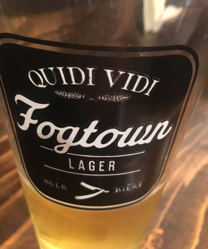 QUIDI VIDI
Fogtown
LAGER
BEER BIÈRE